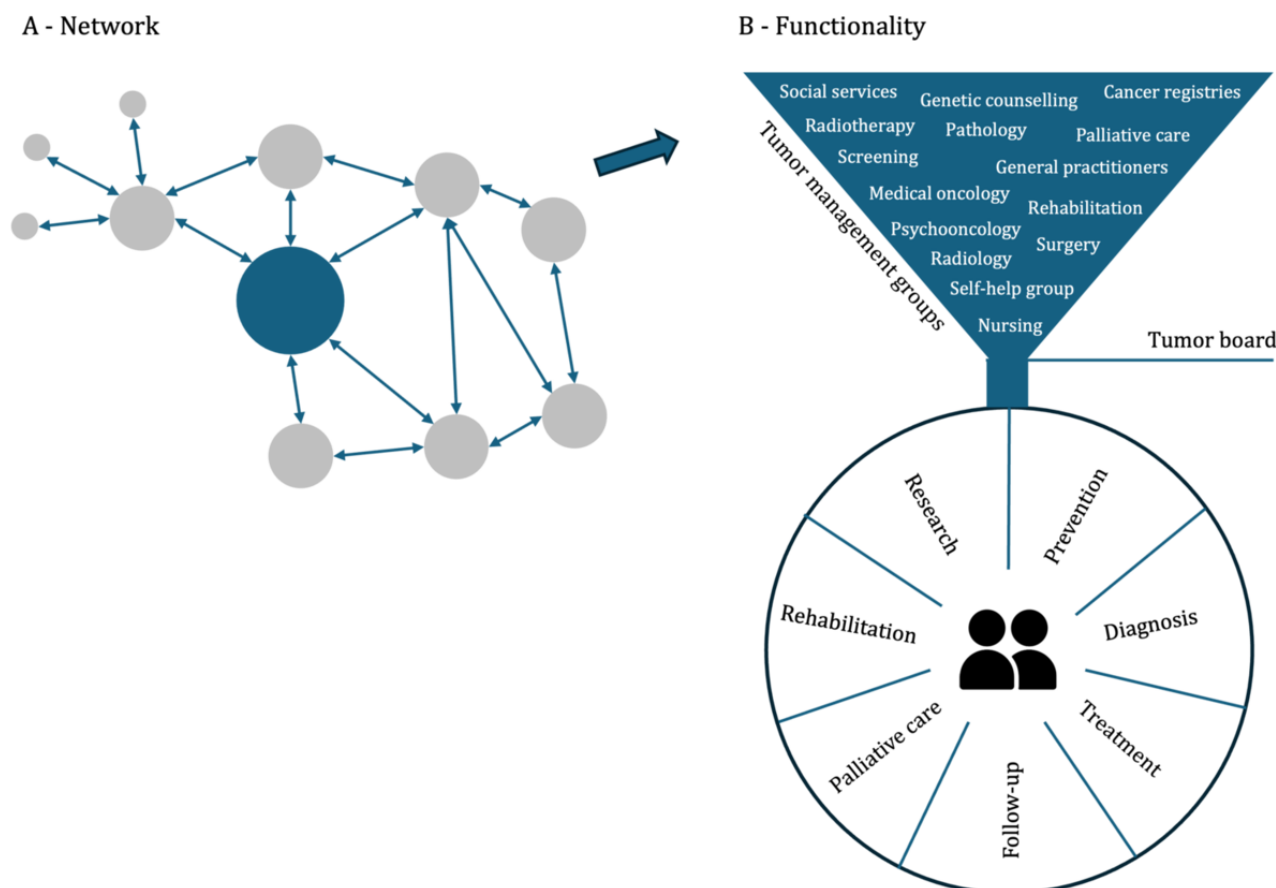 A - Network
B - Functionality
Social services
Genetic counselling
Cancer registries
Radiotherapy
Pathology
Palliative care
Screening
General practitioners
Medical oncology
Rehabilitation
Psychooncology
Surgery
Radiology
Self-help group
Nursing
Tumor management groups
Tumor board
Research
Prevention
Rehabilitation
Diagnosis
Palliative care
Treatment
Follow-up